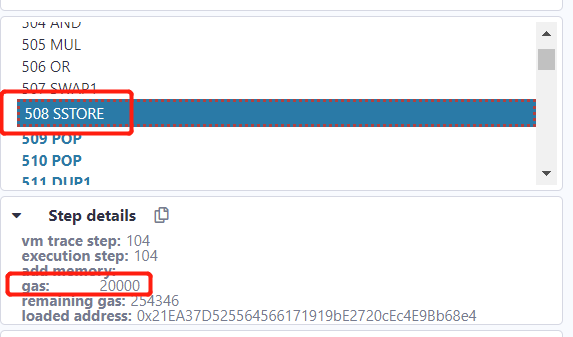 504 AND
505 MUL
506 OR
507 SWAP1
508 SSTORE
509 POP
510 POP
511 DUP1
Step details
vm trace step: 104
execution step: 104
add memory:
gas: 20000
remaining gas: 254346
loaded address: 0x21EA37D525564566171919bE2720cEc4E9Bb68e4